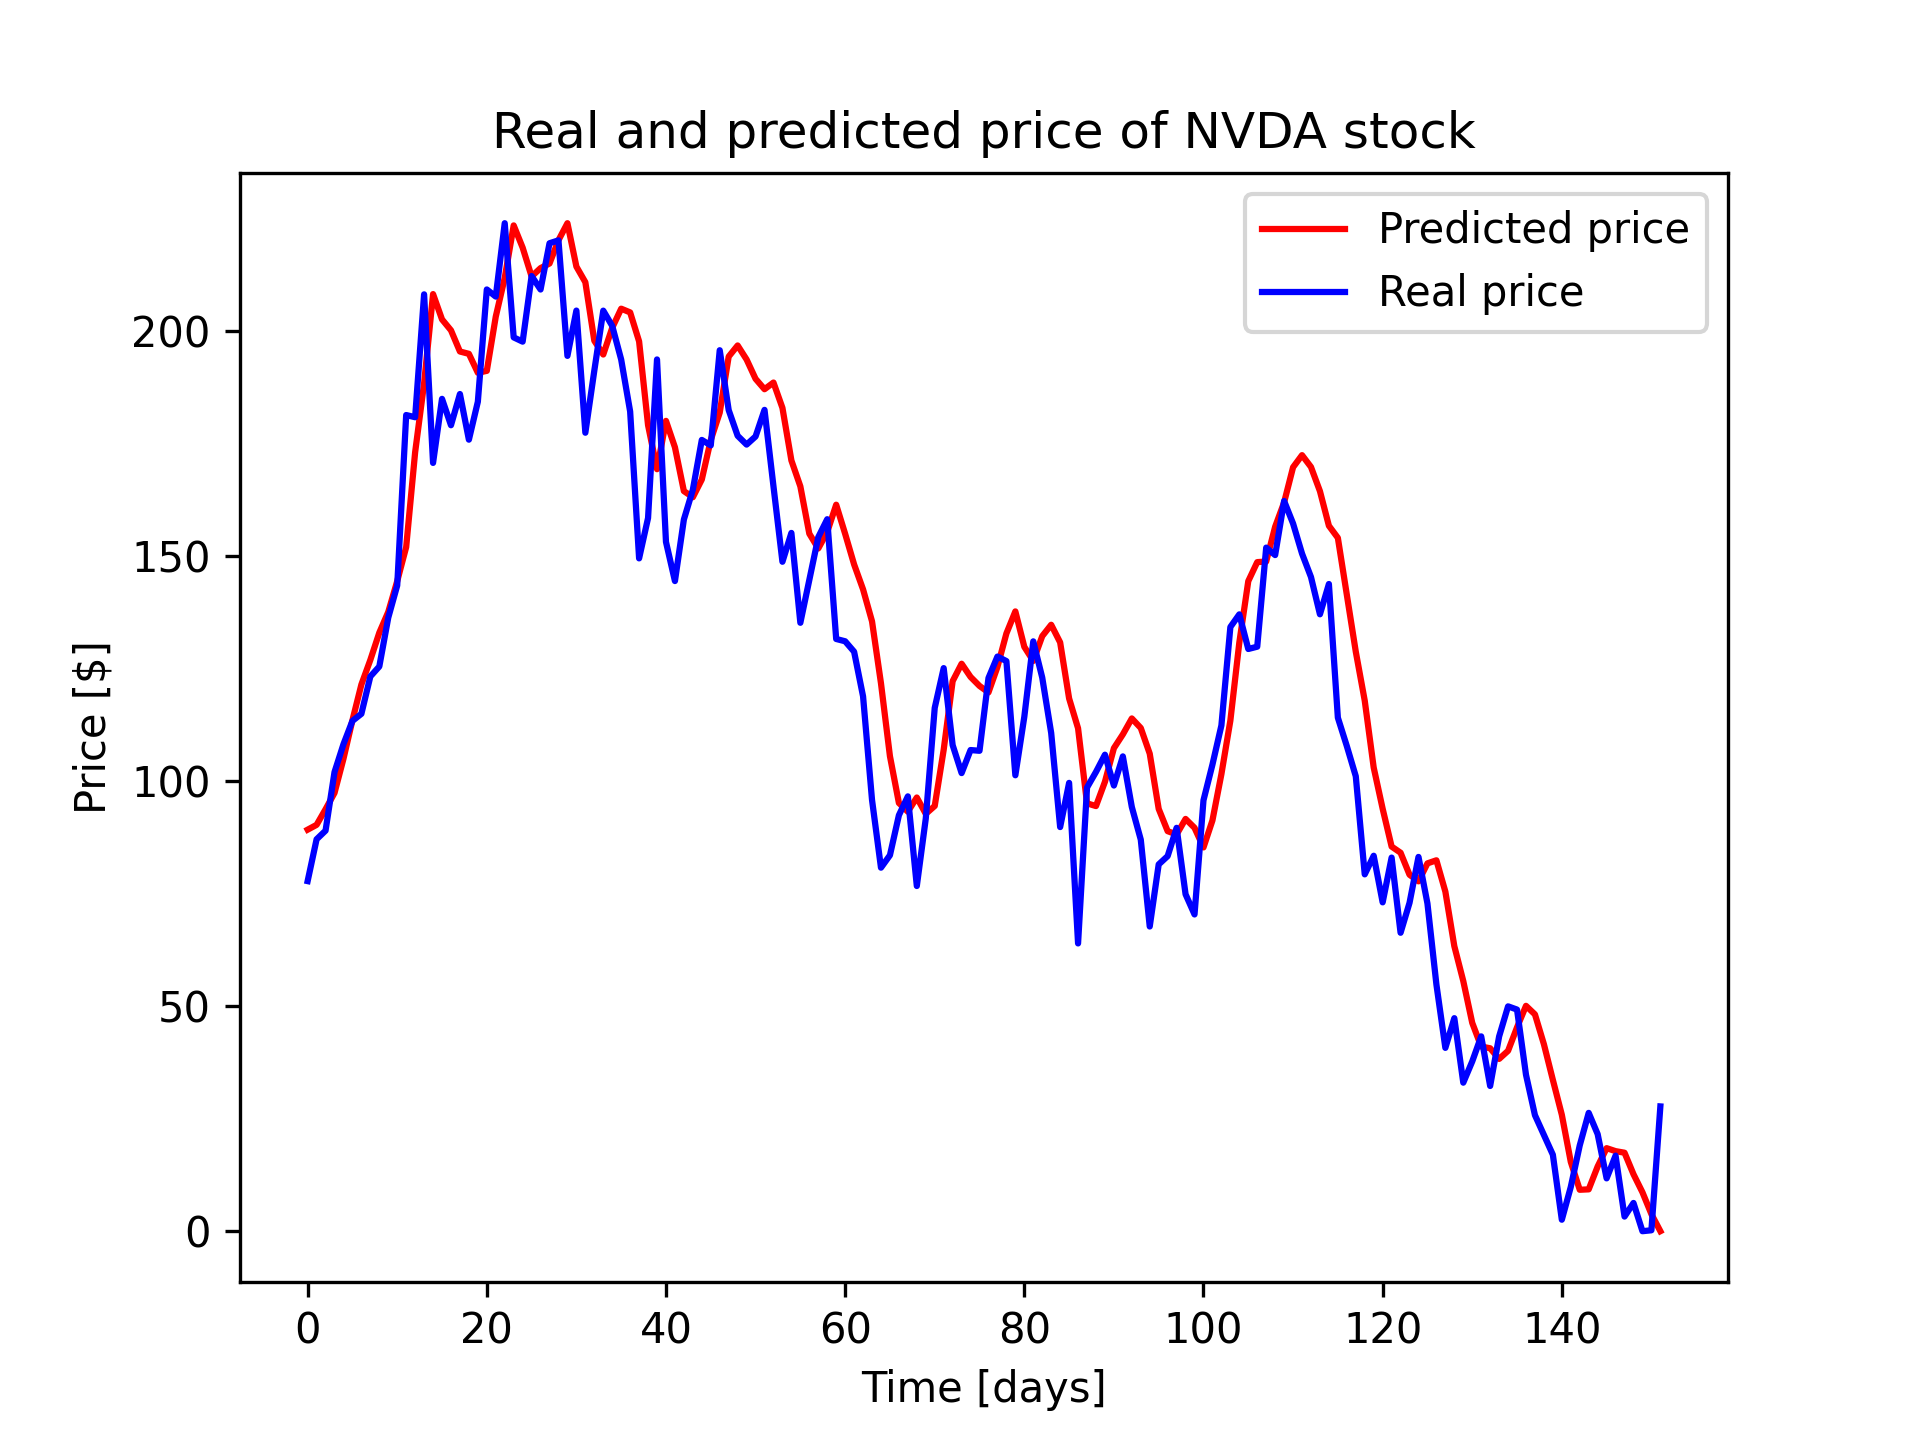 Real and predicted price of NVDA stock
Predicted price
Real price
Price [$]
200
150
100
50
0
0 20 40 60 80 100 120 140
Time [days]